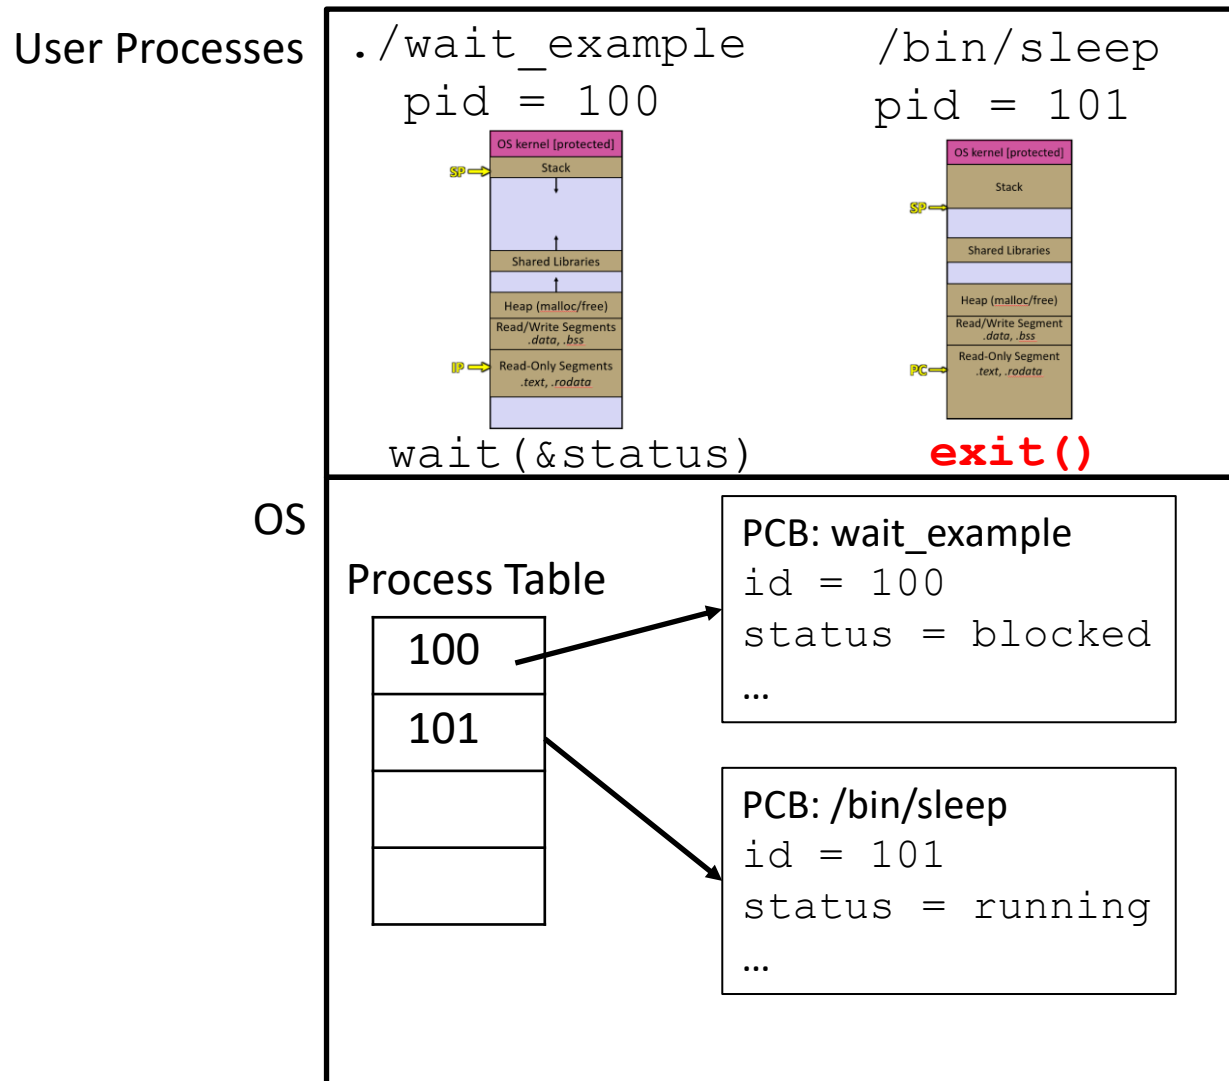 User Processes
./wait_example
pid = 100
OS kernel [protected]
SP
Stack
Shared Libraries
Heap (malloc/free)
Read/Write Segments
.data, .bss
IP
Read-Only Segments
.text, .rodata
wait(&status)
/bin/sleep
pid = 101
OS kernel [protected]
Stack
SP
Shared Libraries
Heap (malloc/free)
Read/Write Segment
.data, .bss
PC
Read-Only Segment
.text, .rodata
exit()
OS
Process Table
100
101
PCB: wait_example
id = 100
status = blocked
…
PCB: /bin/sleep
id = 101
status = running
…